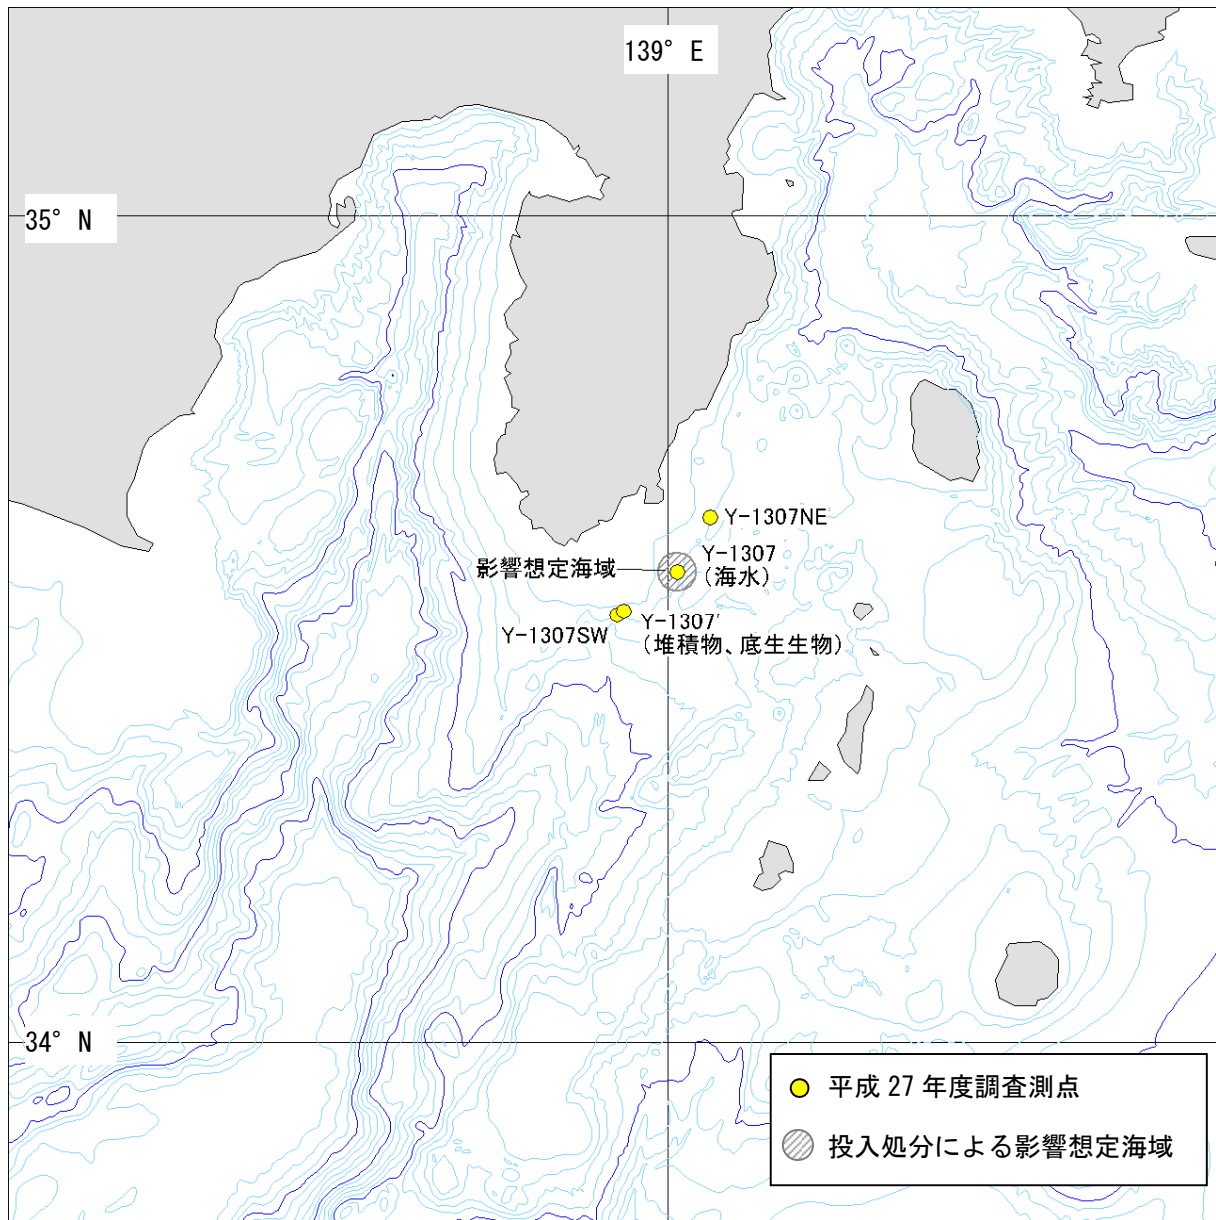 139° E
35° N
Y-1307NE
Y-1307
(海水)
影響想定海域
Y-1307'
(堆積物、底生生物)
Y-1307SW
34° N
平成 27 年度調査測点
投入処分による影響想定海域